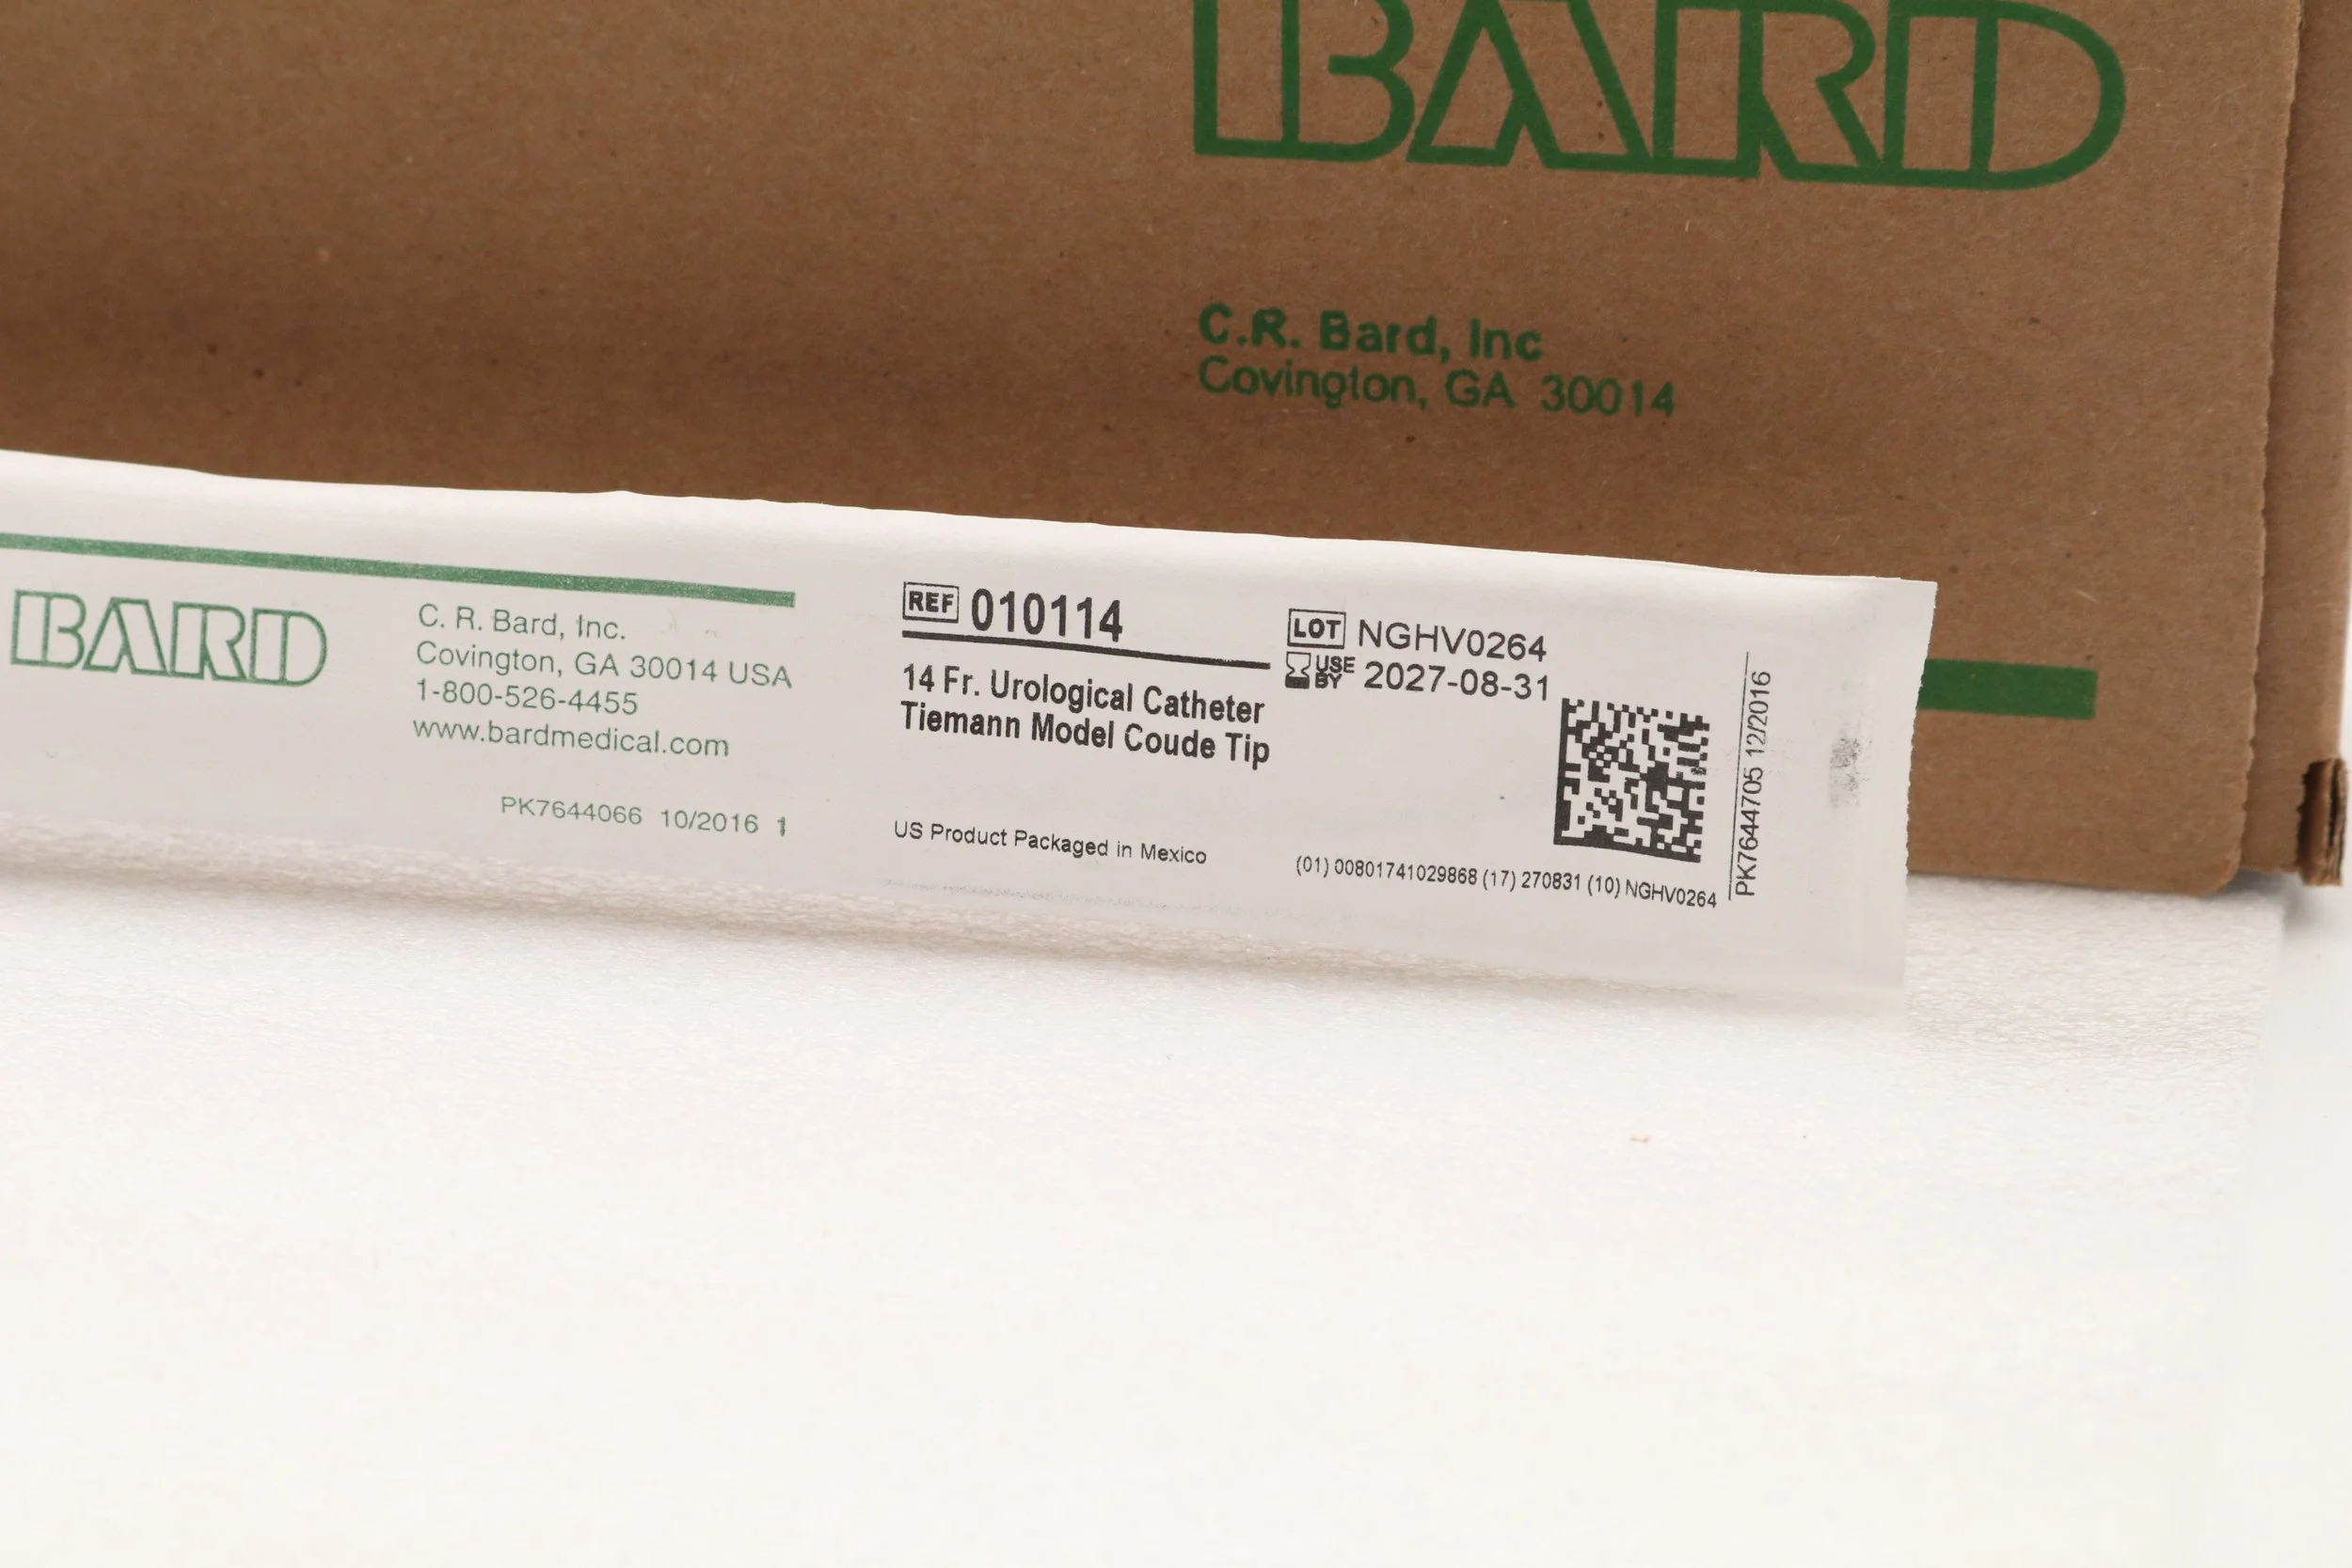 BARD
C.R. Bard, Inc
Covington, GA 30014
BARD
C. R. Bard, Inc.
Covington, GA 30014 USA
1-800-526-4455
www.bardmedical.com
PK7644066 10/2016 1
REF 010114
14 Fr. Urological Catheter
Tiemann Model Coude Tip
US Product Packaged in Mexico
LOT NGHV0264
USE BY 2027-08-31
(01) 00801741029868 (17) 270831 (10) NGHV0264
PK7644705 12/2016